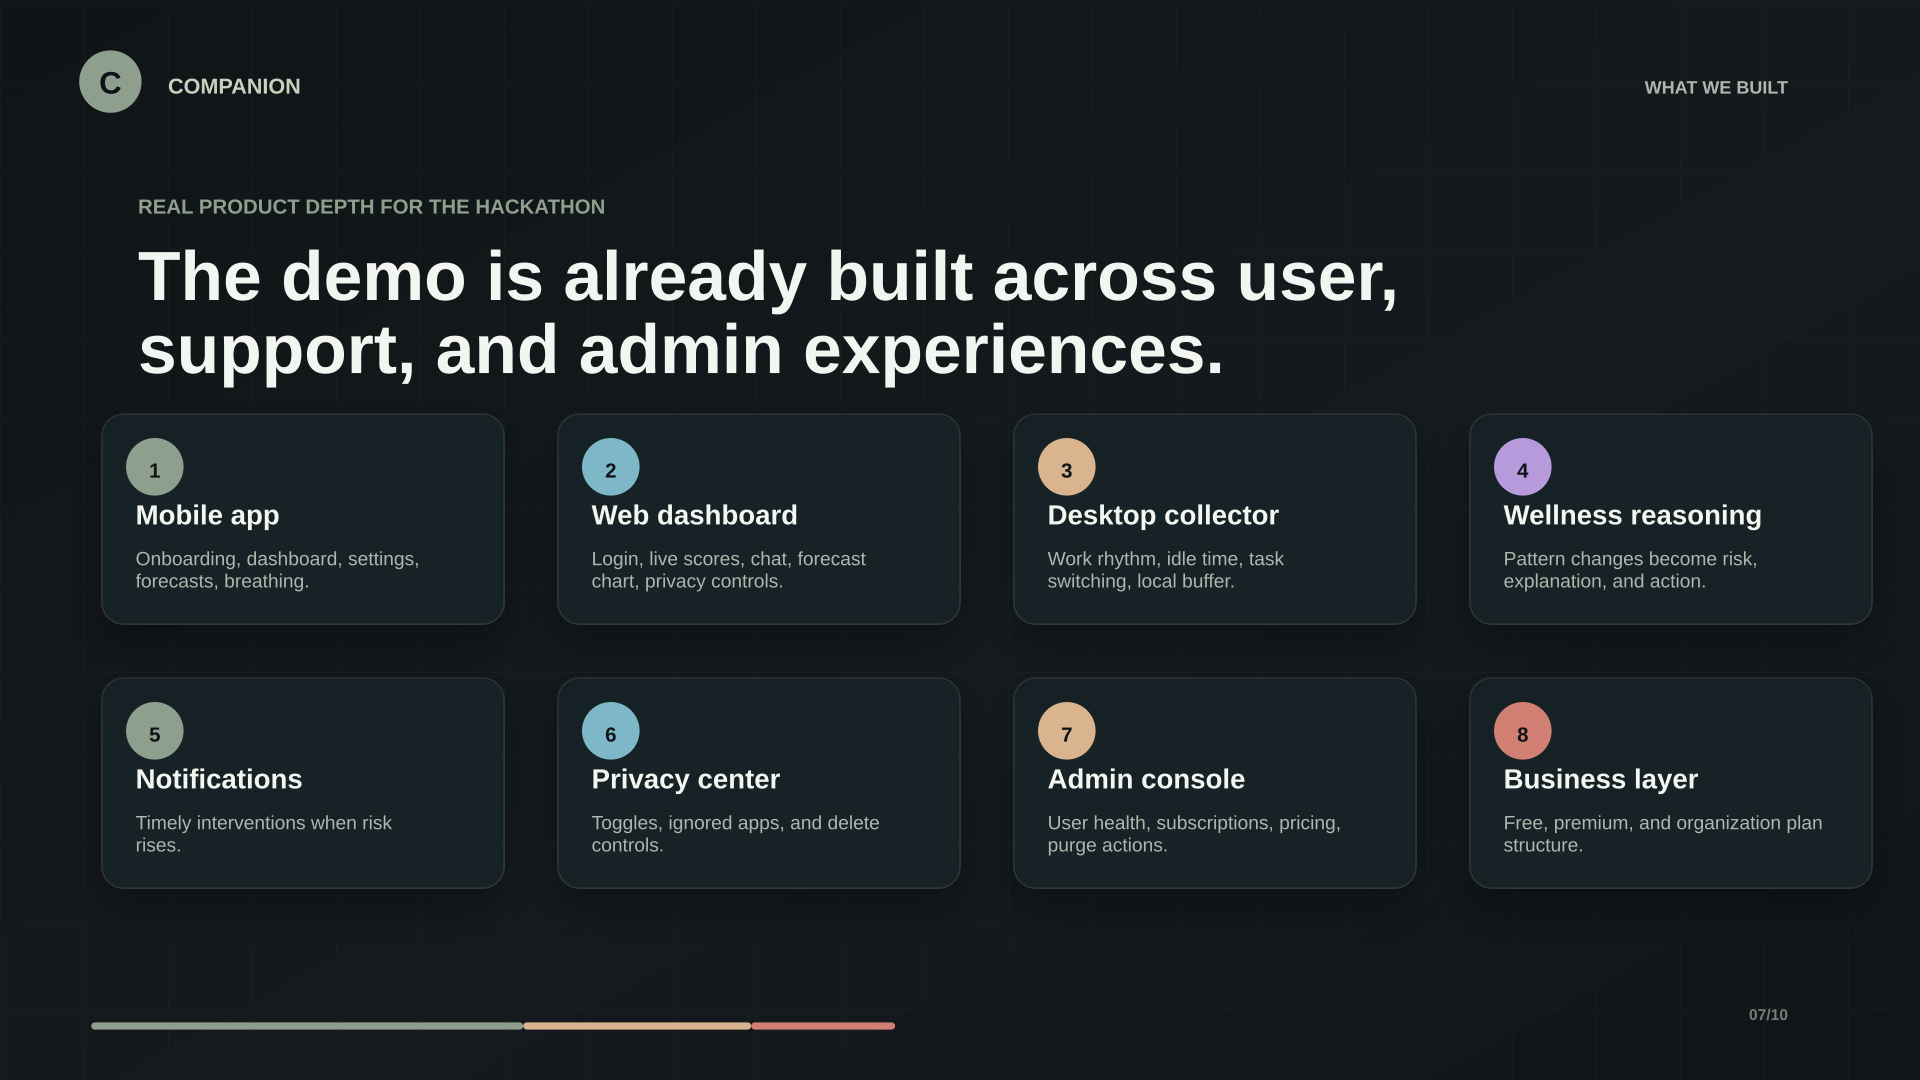 C
COMPANION
WHAT WE BUILT
REAL PRODUCT DEPTH FOR THE HACKATHON
The demo is already built across user,
support, and admin experiences.
1
Mobile app
Onboarding, dashboard, settings,
forecasts, breathing.
2
Web dashboard
Login, live scores, chat, forecast
chart, privacy controls.
3
Desktop collector
Work rhythm, idle time, task
switching, local buffer.
4
Wellness reasoning
Pattern changes become risk,
explanation, and action.
5
Notifications
Timely interventions when risk
rises.
6
Privacy center
Toggles, ignored apps, and delete
controls.
7
Admin console
User health, subscriptions, pricing,
purge actions.
8
Business layer
Free, premium, and organization plan
structure.
07/10